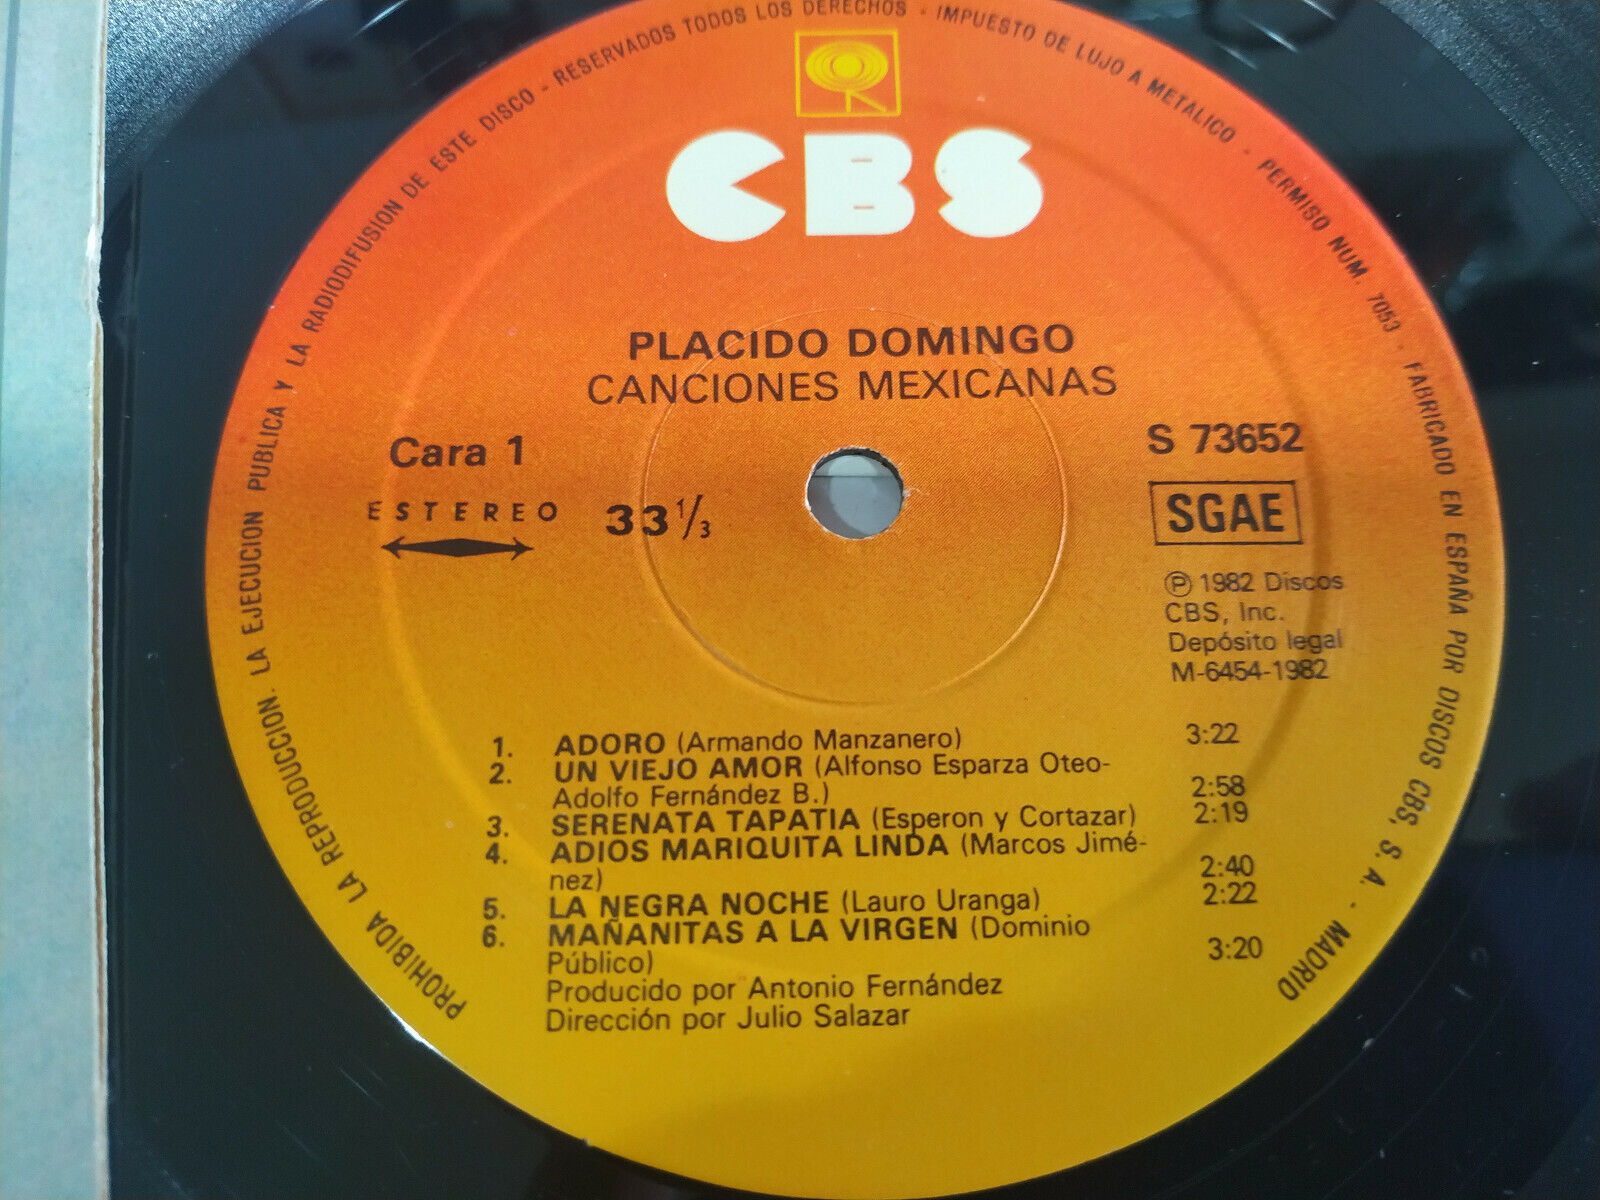 PROHIBIDA LA REPRODUCCION. LA EJECUCION PUBLICA Y LA RADIODIFUSION DE ESTE DISCO - RESERVADOS TODOS LOS DERECHOS - IMPUESTO DE LUJO A METALICO - PERMISO NUM. 7053 - FABRICADO EN ESPAÑA POR DISCOS CBS, S. A. - MADRID
CBS
PLACIDO DOMINGO
CANCIONES MEXICANAS
Cara 1
S 73652
ESTEREO
33 1/3
SGAE
Ⓟ 1982 Discos
CBS, Inc.
Depósito legal
M-6454-1982
1. ADORO (Armando Manzanero) 3:22
2. UN VIEJO AMOR (Alfonso Esparza Oteo-
Adolfo Fernández B.) 2:58
3. SERENATA TAPATIA (Esperon y Cortazar) 2:19
4. ADIOS MARIQUITA LINDA (Marcos Jimé-
nez) 2:40
5. LA NEGRA NOCHE (Lauro Uranga) 2:22
6. MAÑANITAS A LA VIRGEN (Dominio
Público) 3:20
Producido por Antonio Fernández
Dirección por Julio Salazar